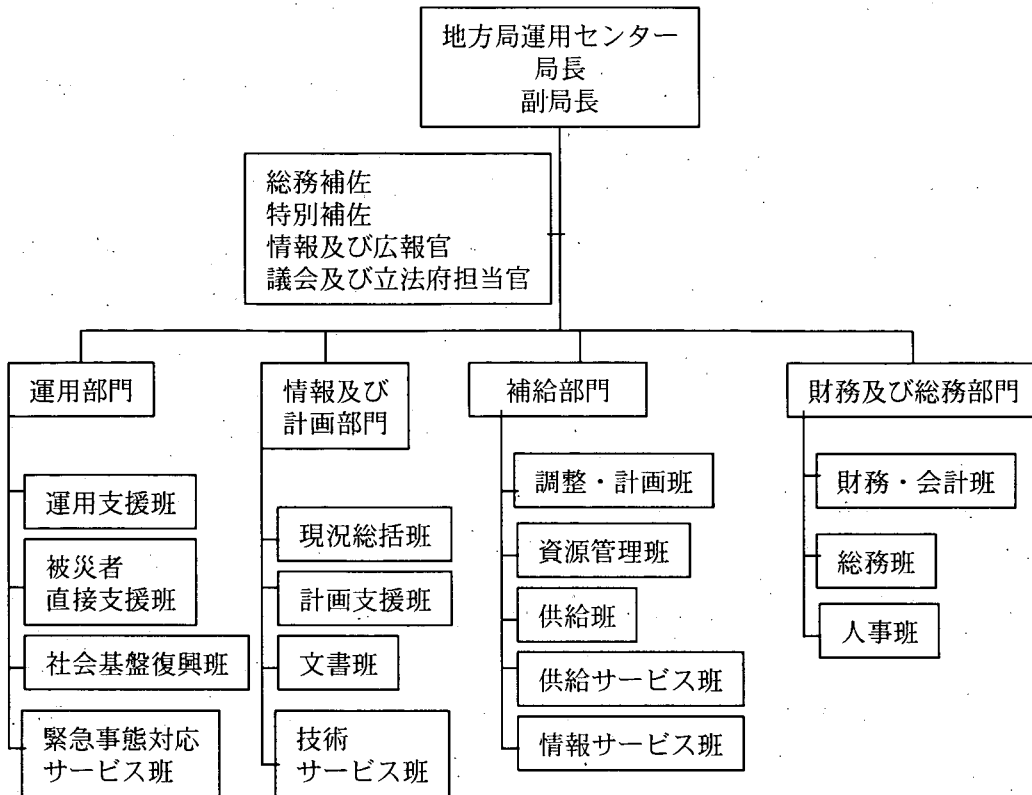 地方局運用センター
局長
副局長
総務補佐
特別補佐
情報及び広報官
議会及び立法府担当官
運用部門
運用支援班
被災者
直接支援班
社会基盤復興班
緊急事態対応
サービス班
情報及び
計画部門
現況総括班
計画支援班
文書班
技術
サービス班
補給部門
調整・計画班
資源管理班
供給班
供給サービス班
情報サービス班
財務及び総務部門
財務・会計班
総務班
人事班